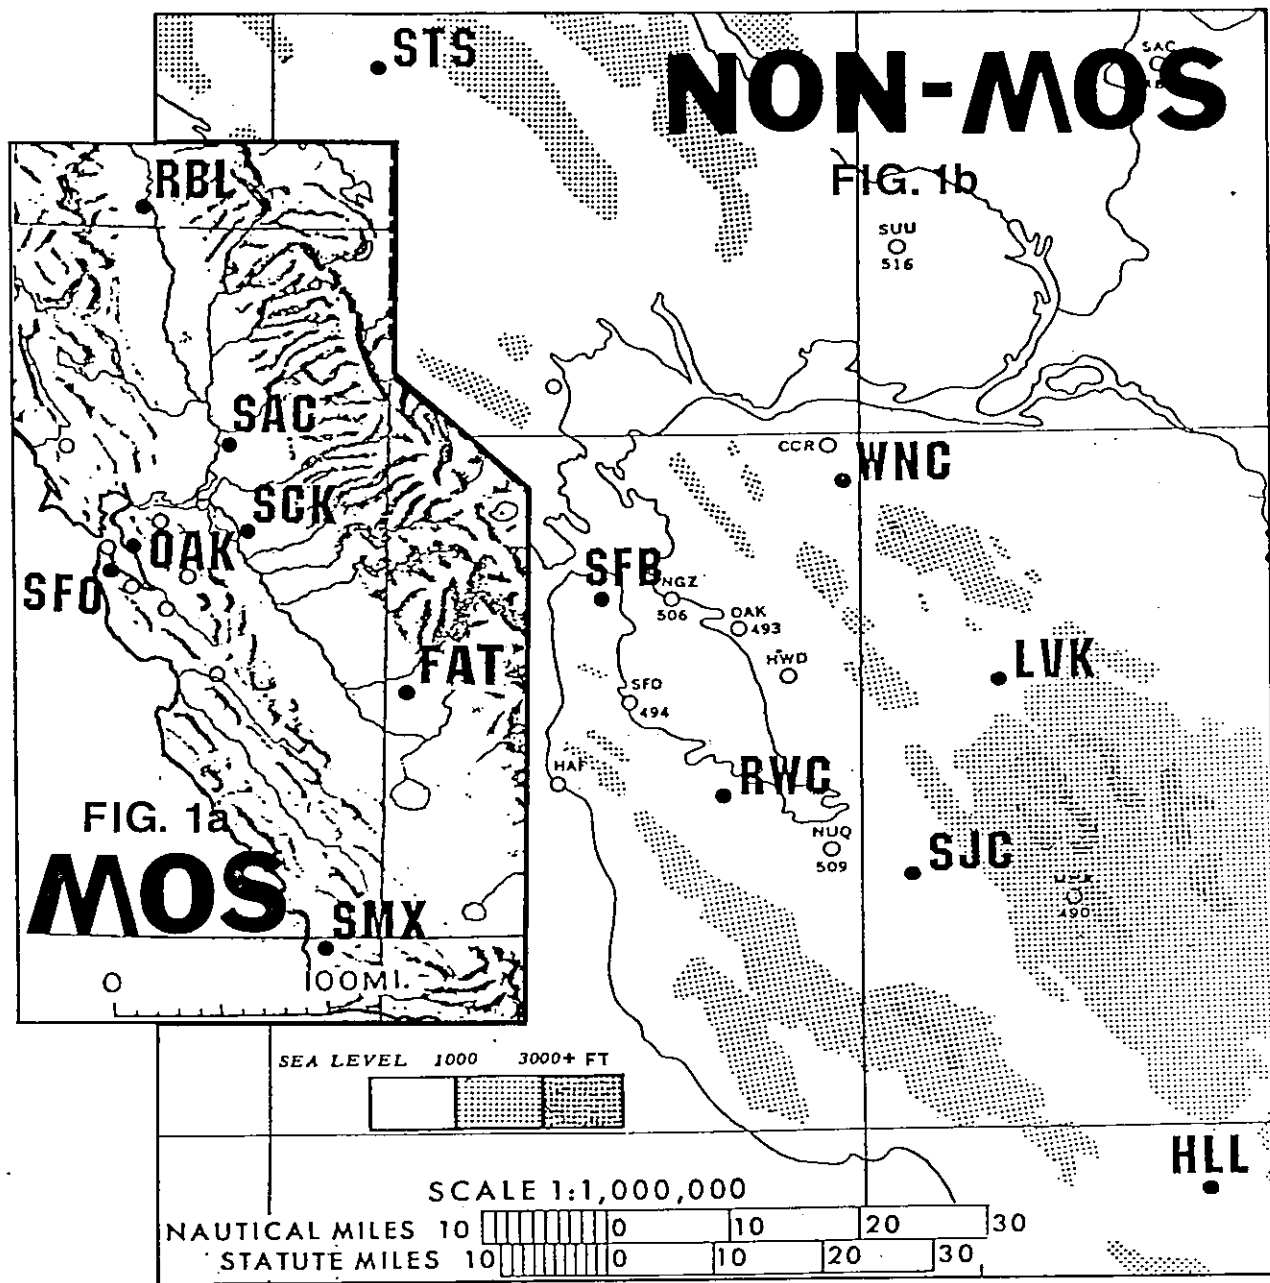 STS
NON-MOS
SAC
FIG. 1b
SUU
516
CCR
WNC
SFB
NGZ
506
OAK
493
HWD
LVK
SFO
494
HAF
RWC
NUQ
509
SJC
490
HLL
RBL
SAC
SCK
OAK
SFO
FAT
FIG. 1a
MOS
SMX
0 100MI.
SEA LEVEL 1000 3000+ FT
SCALE 1:1,000,000
NAUTICAL MILES 10 0 10 20 30
STATUTE MILES 10 0 10 20 30